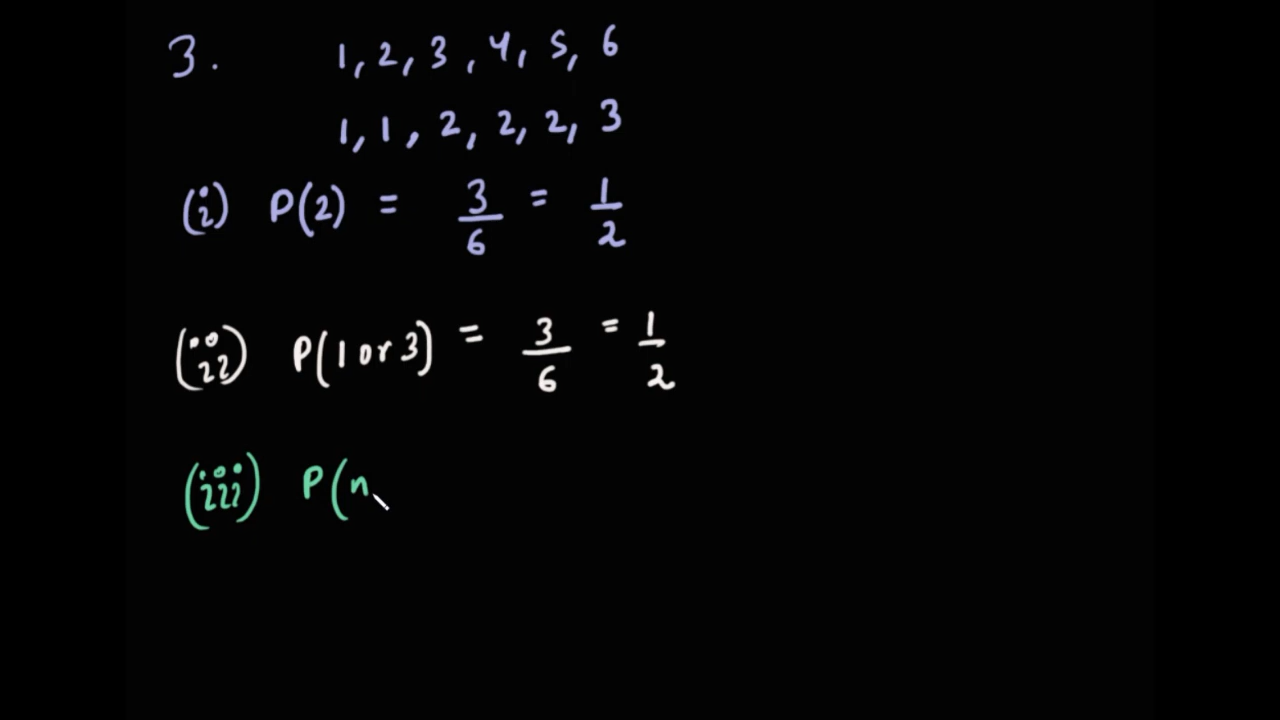 3. 1, 2, 3, 4, 5, 6
1, 1, 2, 2, 2, 3
(i) P(2) = 3/6 = 1/2
(ii) P(1 or 3) = 3/6 = 1/2
(iii) P(n